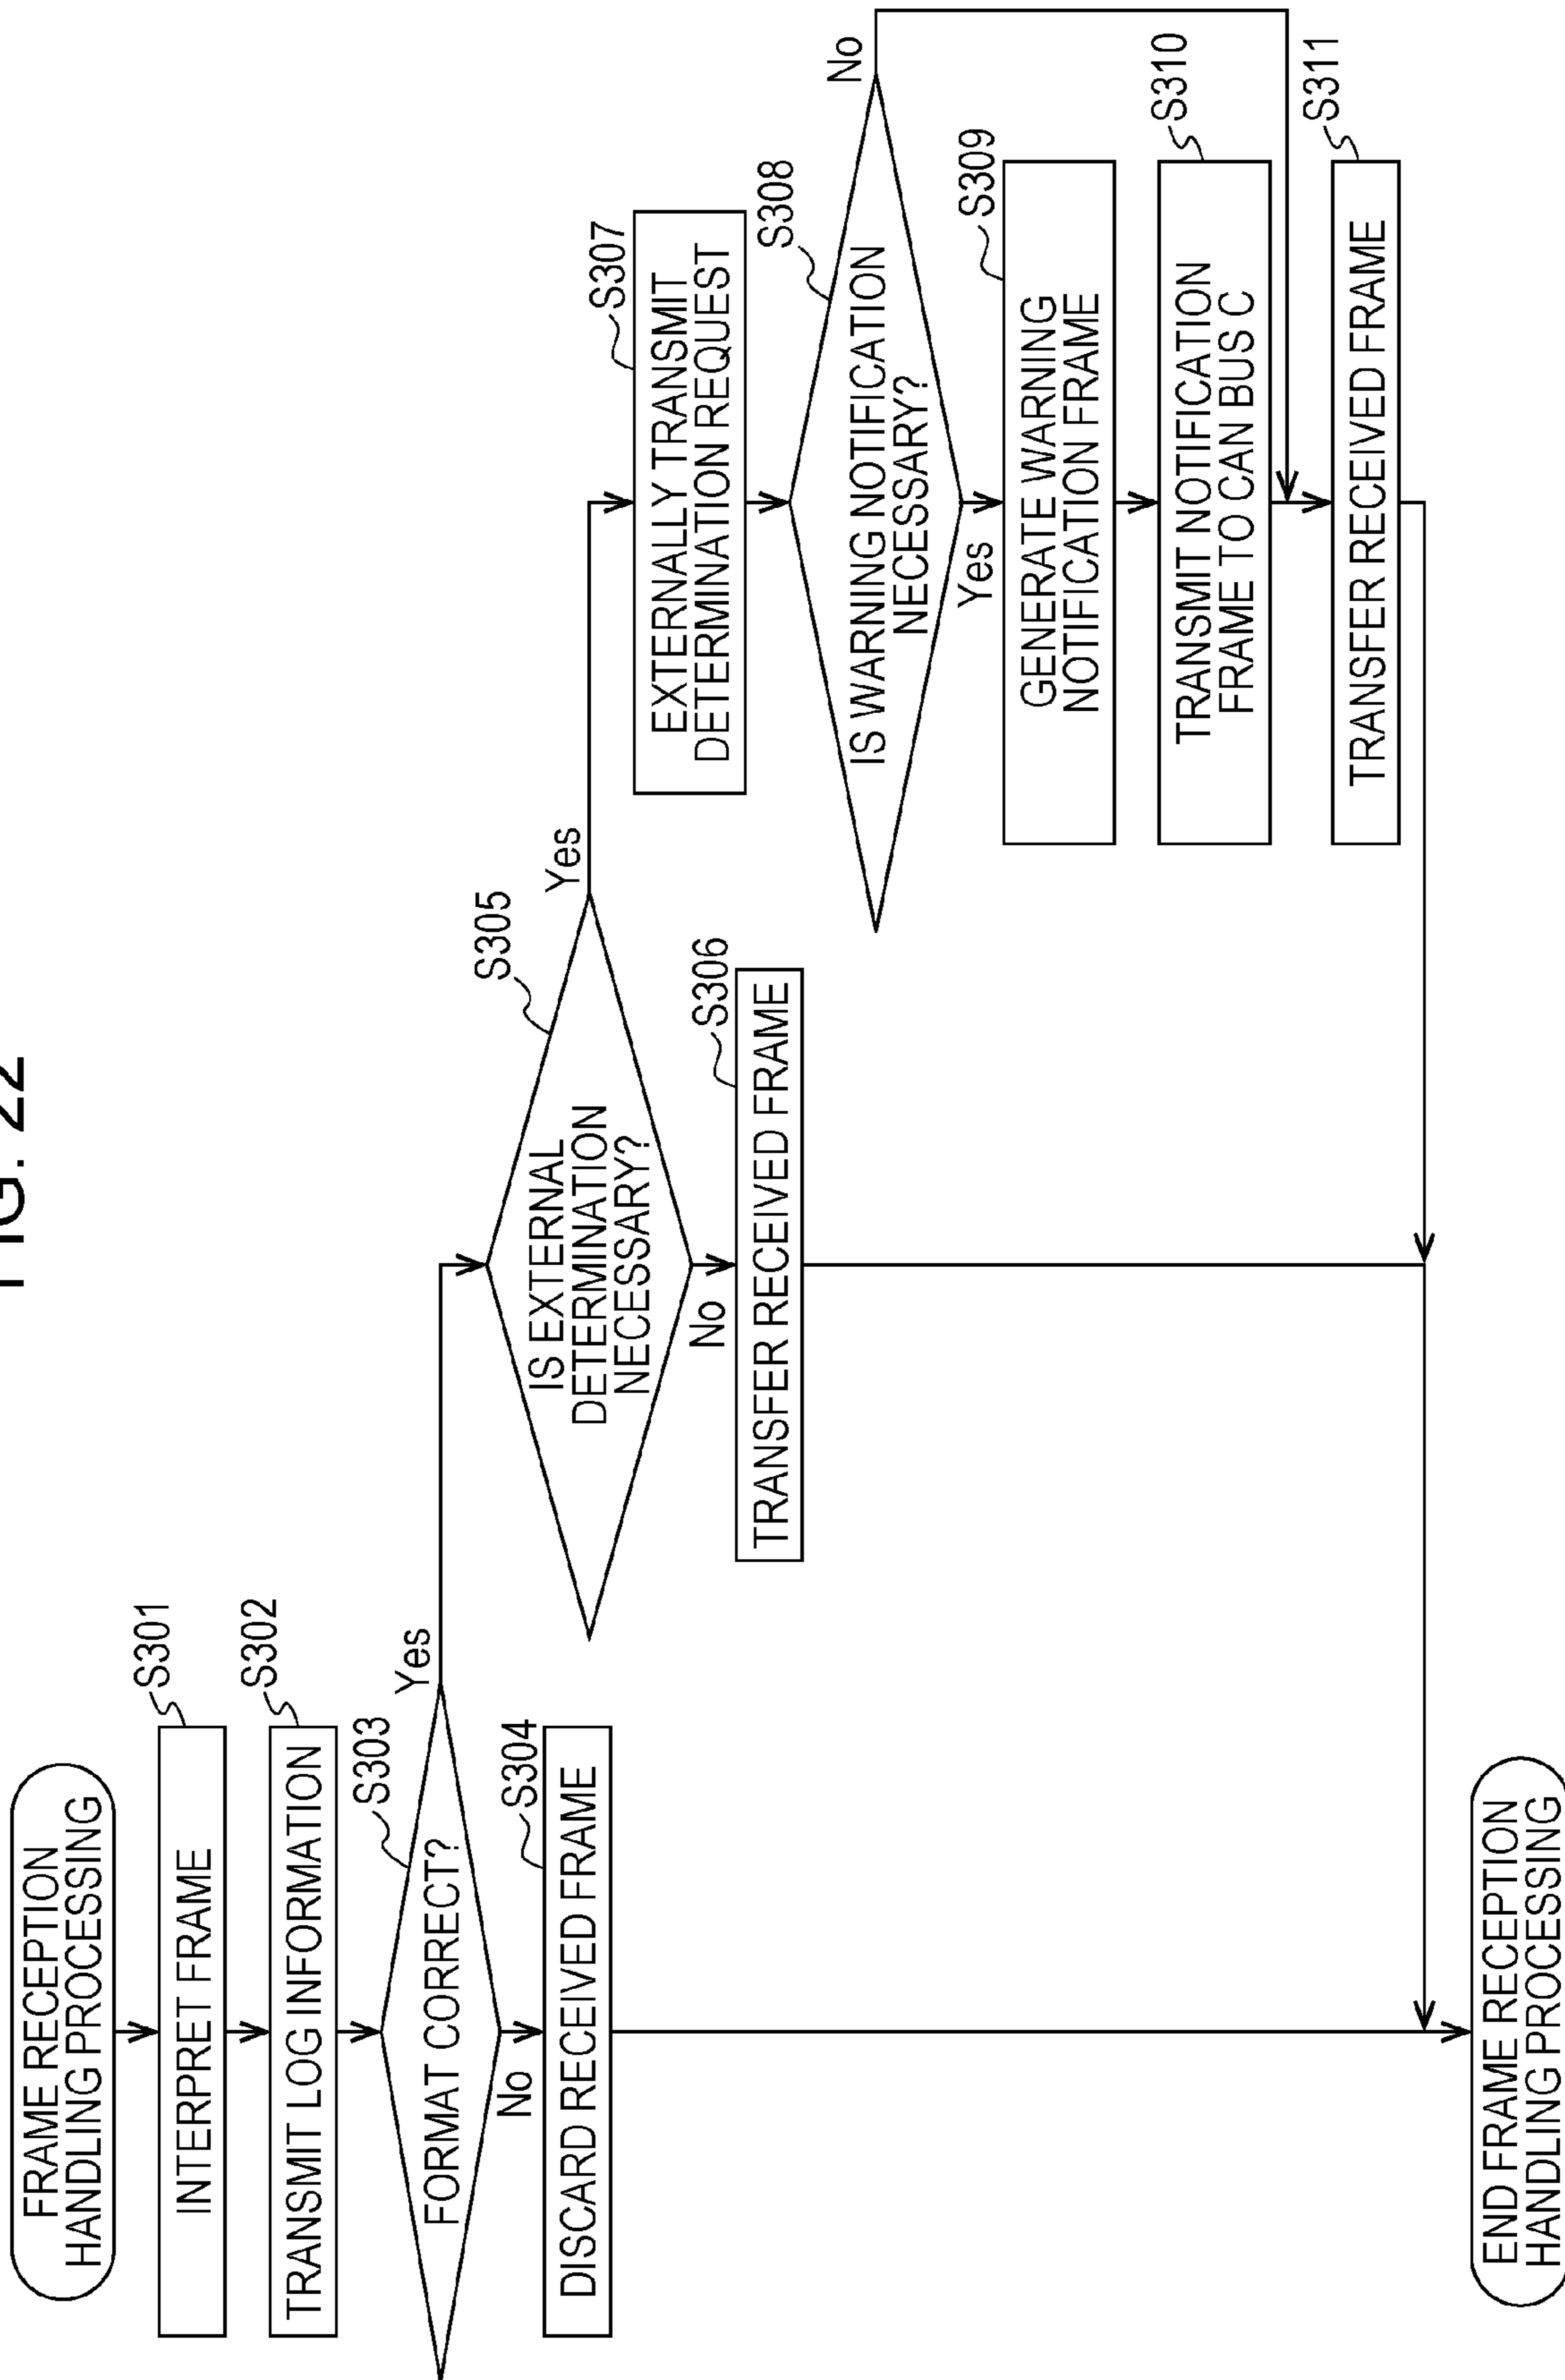 FIG. 22
FRAME RECEPTION
HANDLING PROCESSING
S301
INTERPRET FRAME
S302
TRANSMIT LOG INFORMATION
S303
FORMAT CORRECT?
Yes
No
S304
DISCARD RECEIVED FRAME
S305
IS EXTERNAL
DETERMINATION
NECESSARY?
Yes
No
S306
TRANSFER RECEIVED FRAME
S307
EXTERNALLY TRANSMIT
DETERMINATION REQUEST
S308
IS WARNING NOTIFICATION
NECESSARY?
No
Yes
S309
GENERATE WARNING
NOTIFICATION FRAME
S310
TRANSMIT NOTIFICATION
FRAME TO CAN BUS C
S311
TRANSFER RECEIVED FRAME
END FRAME RECEPTION
HANDLING PROCESSING